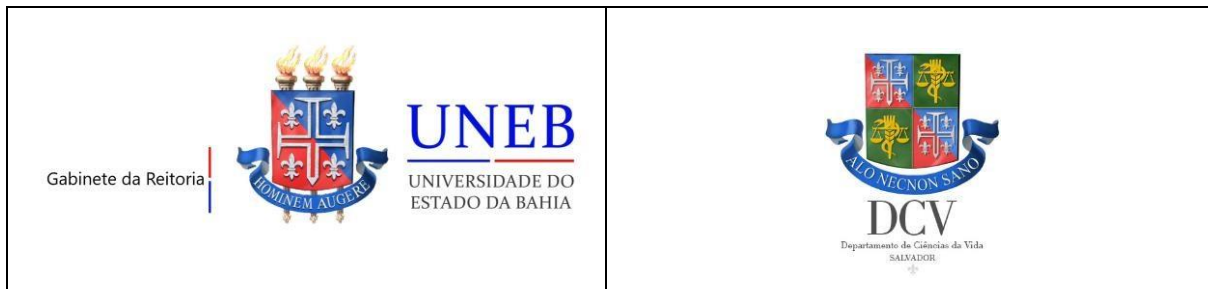 Gabinete da Reitoria
HOMINEM AUGERE
UNEB
UNIVERSIDADE DO
ESTADO DA BAHIA
ALO NECNON SANO
DCV
Departamento de Ciências da Vida
SALVADOR